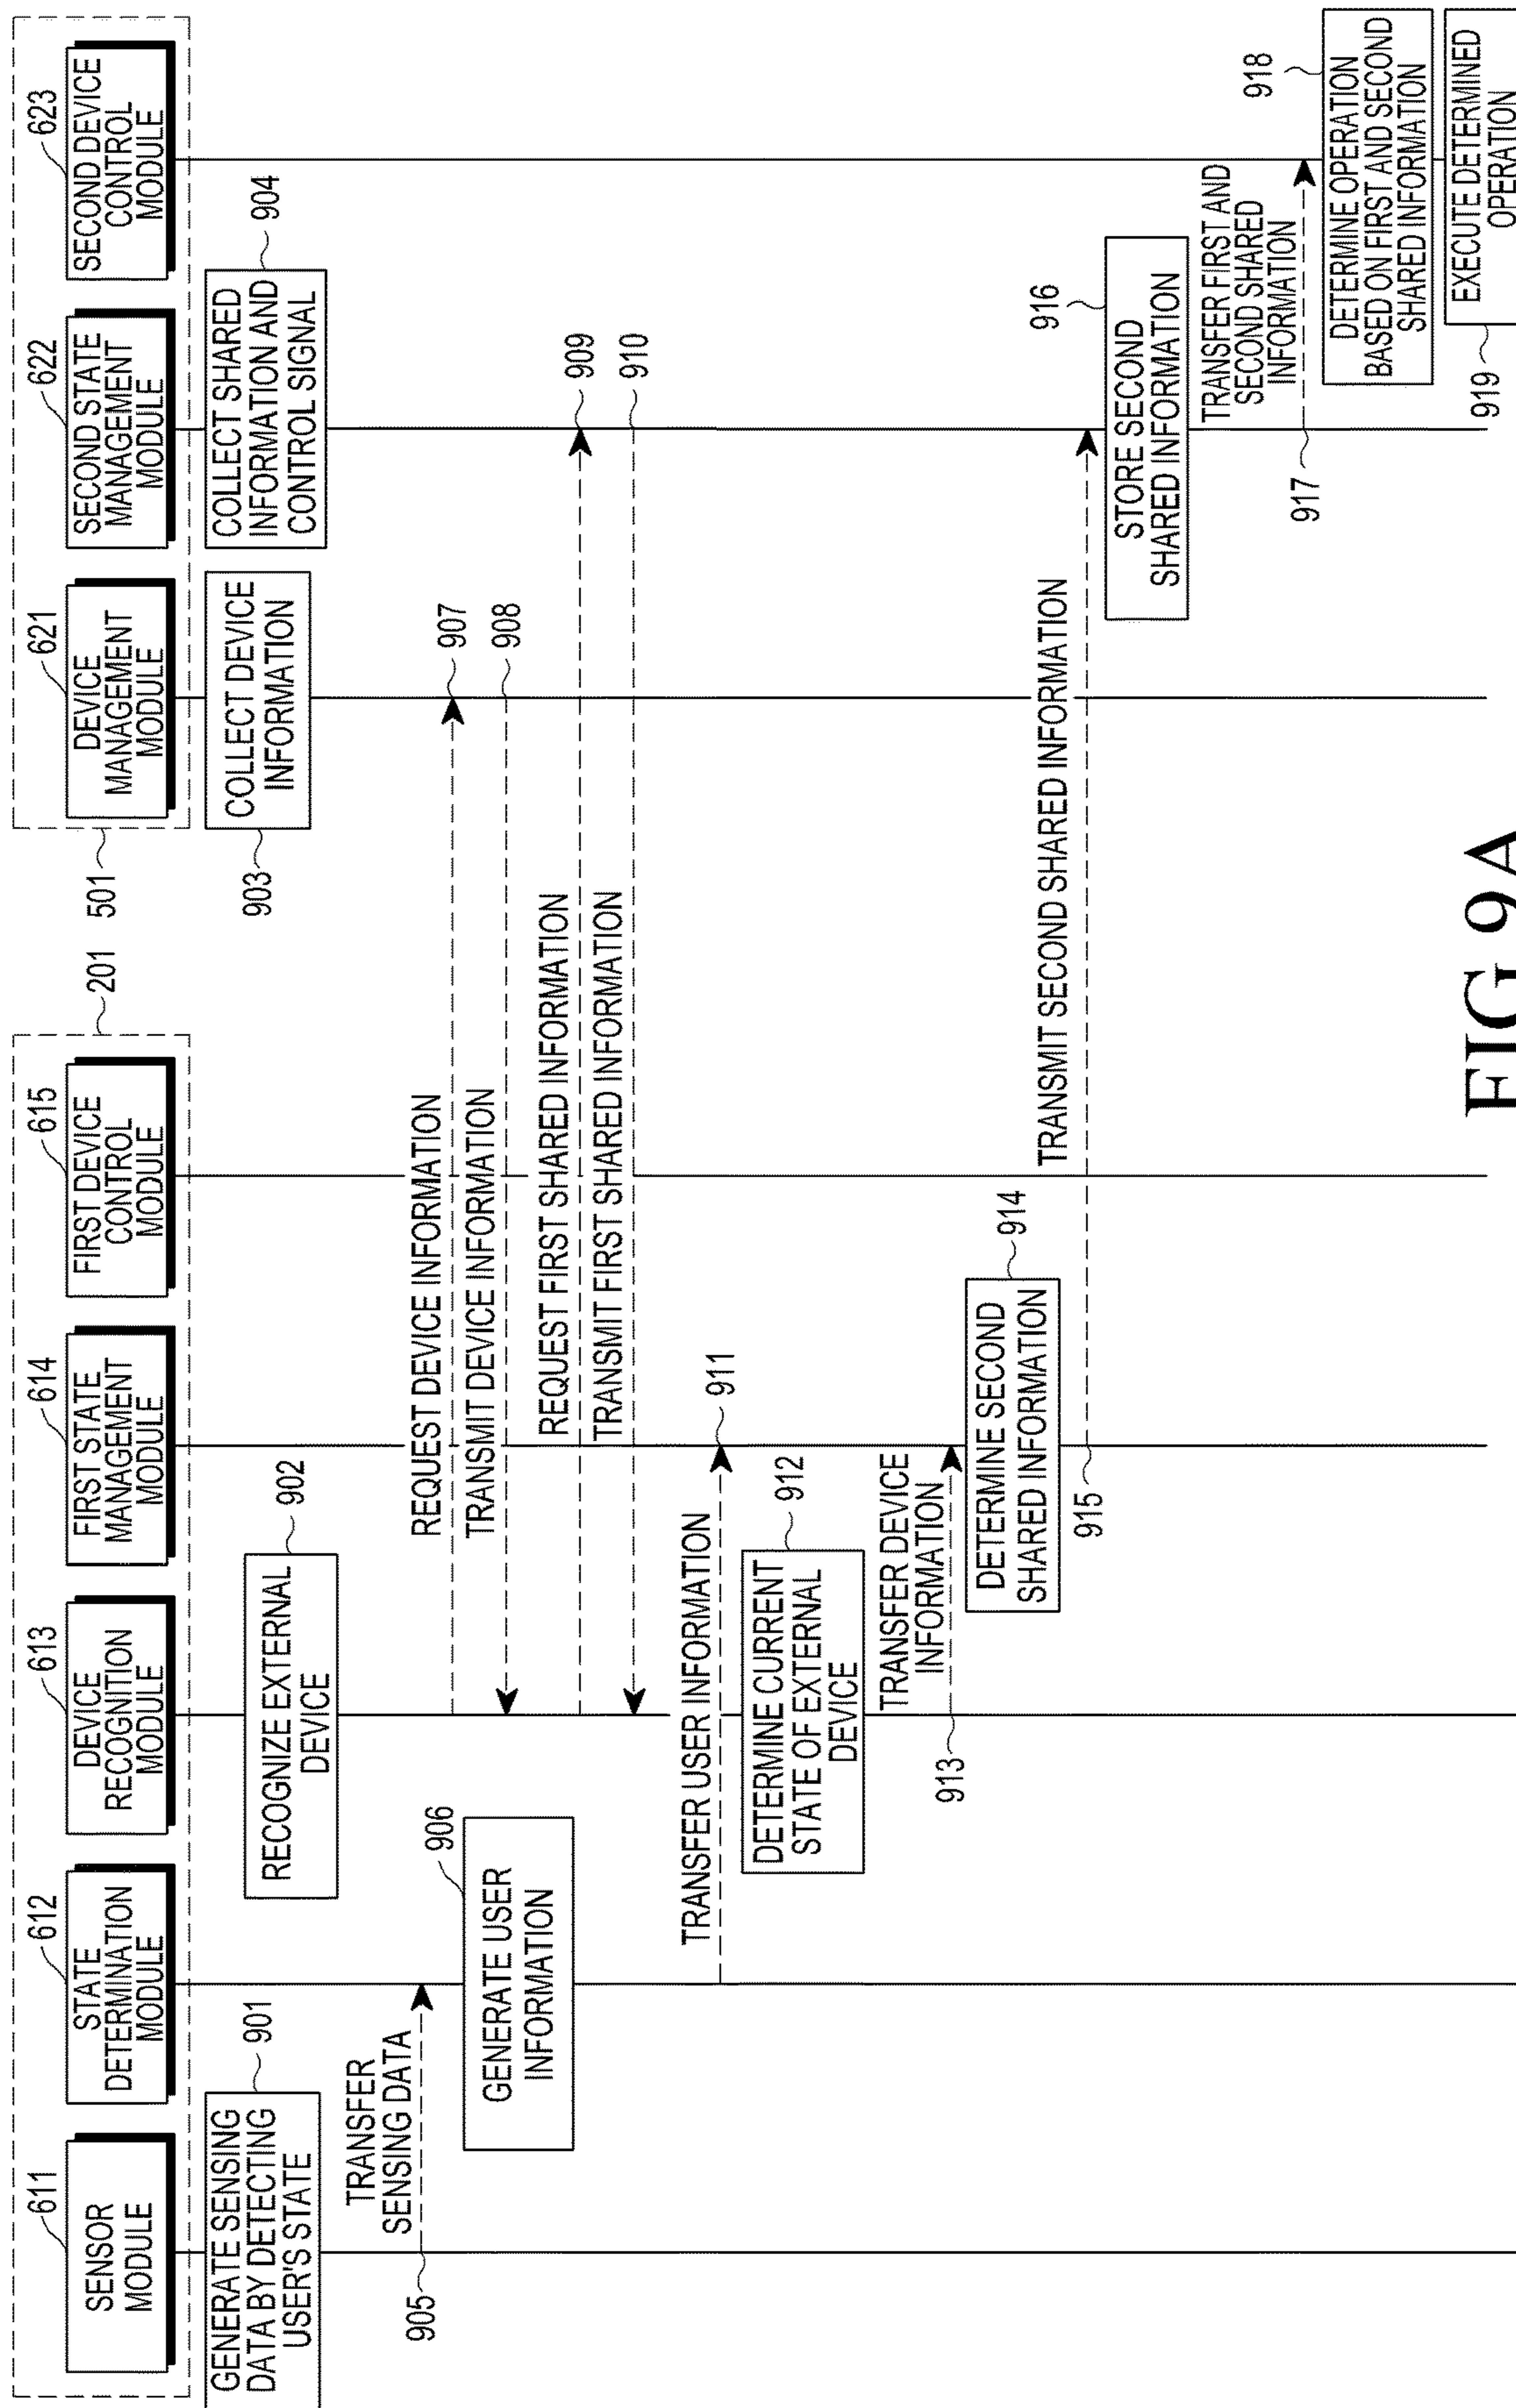 201
501
611
SENSOR
MODULE
612
STATE
DETERMINATION
MODULE
613
DEVICE
RECOGNITION
MODULE
614
FIRST STATE
MANAGEMENT
MODULE
615
FIRST DEVICE
CONTROL
MODULE
621
DEVICE
MANAGEMENT
MODULE
622
SECOND STATE
MANAGEMENT
MODULE
623
SECOND DEVICE
CONTROL
MODULE
901
GENERATE SENSING
DATA BY DETECTING
USER'S STATE
902
RECOGNIZE EXTERNAL
DEVICE
903
COLLECT DEVICE
INFORMATION
904
COLLECT SHARED
INFORMATION AND
CONTROL SIGNAL
TRANSFER
SENSING DATA
905
906
GENERATE USER
INFORMATION
REQUEST DEVICE INFORMATION
907
TRANSMIT DEVICE INFORMATION
908
REQUEST FIRST SHARED INFORMATION
909
TRANSMIT FIRST SHARED INFORMATION
910
TRANSFER USER INFORMATION
911
912
DETERMINE CURRENT
STATE OF EXTERNAL
DEVICE
TRANSFER DEVICE
INFORMATION
913
914
DETERMINE SECOND
SHARED INFORMATION
TRANSMIT SECOND SHARED INFORMATION
915
916
STORE SECOND
SHARED INFORMATION
TRANSFER FIRST AND
SECOND SHARED
INFORMATION
917
918
DETERMINE OPERATION
BASED ON FIRST AND SECOND
SHARED INFORMATION
919
EXECUTE DETERMINED
OPERATION
FIG.9A